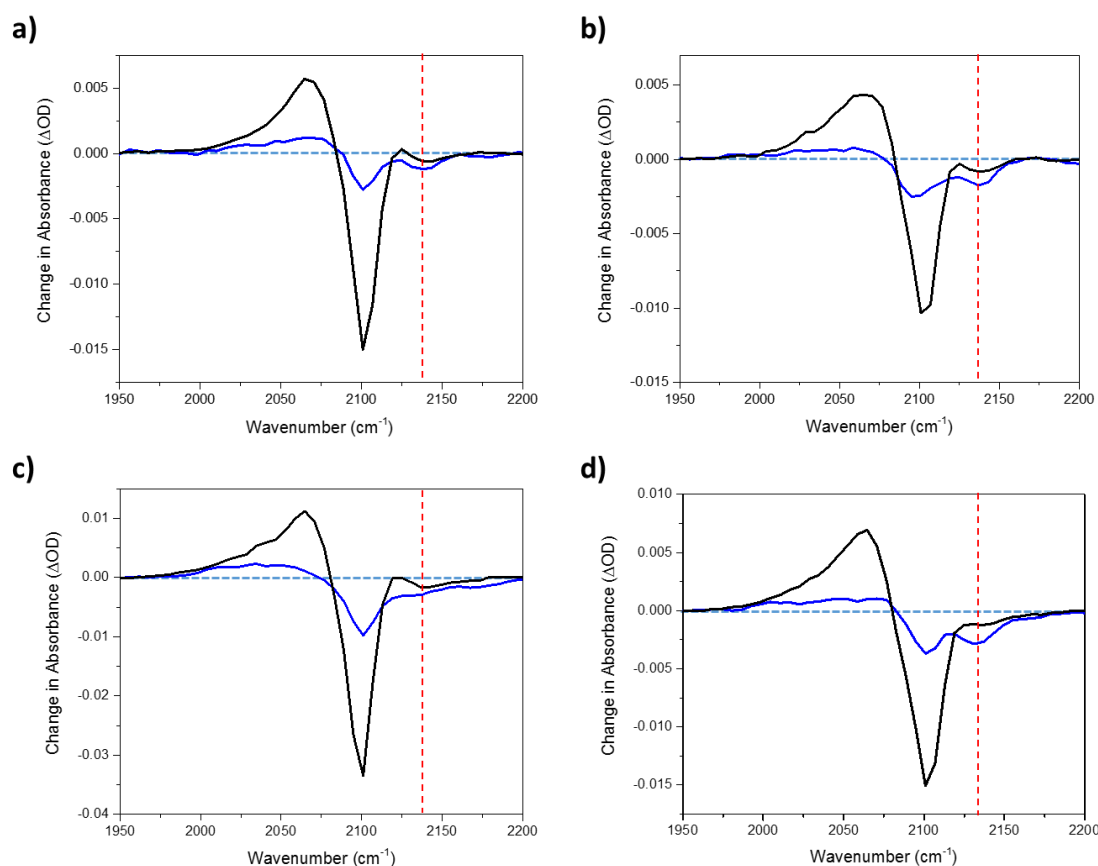 a)
Change in Absorbance (ΔOD)
0.005
0.000
-0.005
-0.010
-0.015
1950 2000 2050 2100 2150 2200
Wavenumber (cm⁻¹)
b)
Change in Absorbance (ΔOD)
0.005
0.000
-0.005
-0.010
-0.015
1950 2000 2050 2100 2150 2200
Wavenumber (cm⁻¹)
c)
Change in Absorbance (ΔOD)
0.01
0.00
-0.01
-0.02
-0.03
-0.04
1950 2000 2050 2100 2150 2200
Wavenumber (cm⁻¹)
d)
Change in Absorbance (ΔOD)
0.010
0.005
0.000
-0.005
-0.010
-0.015
1950 2000 2050 2100 2150 2200
Wavenumber (cm⁻¹)